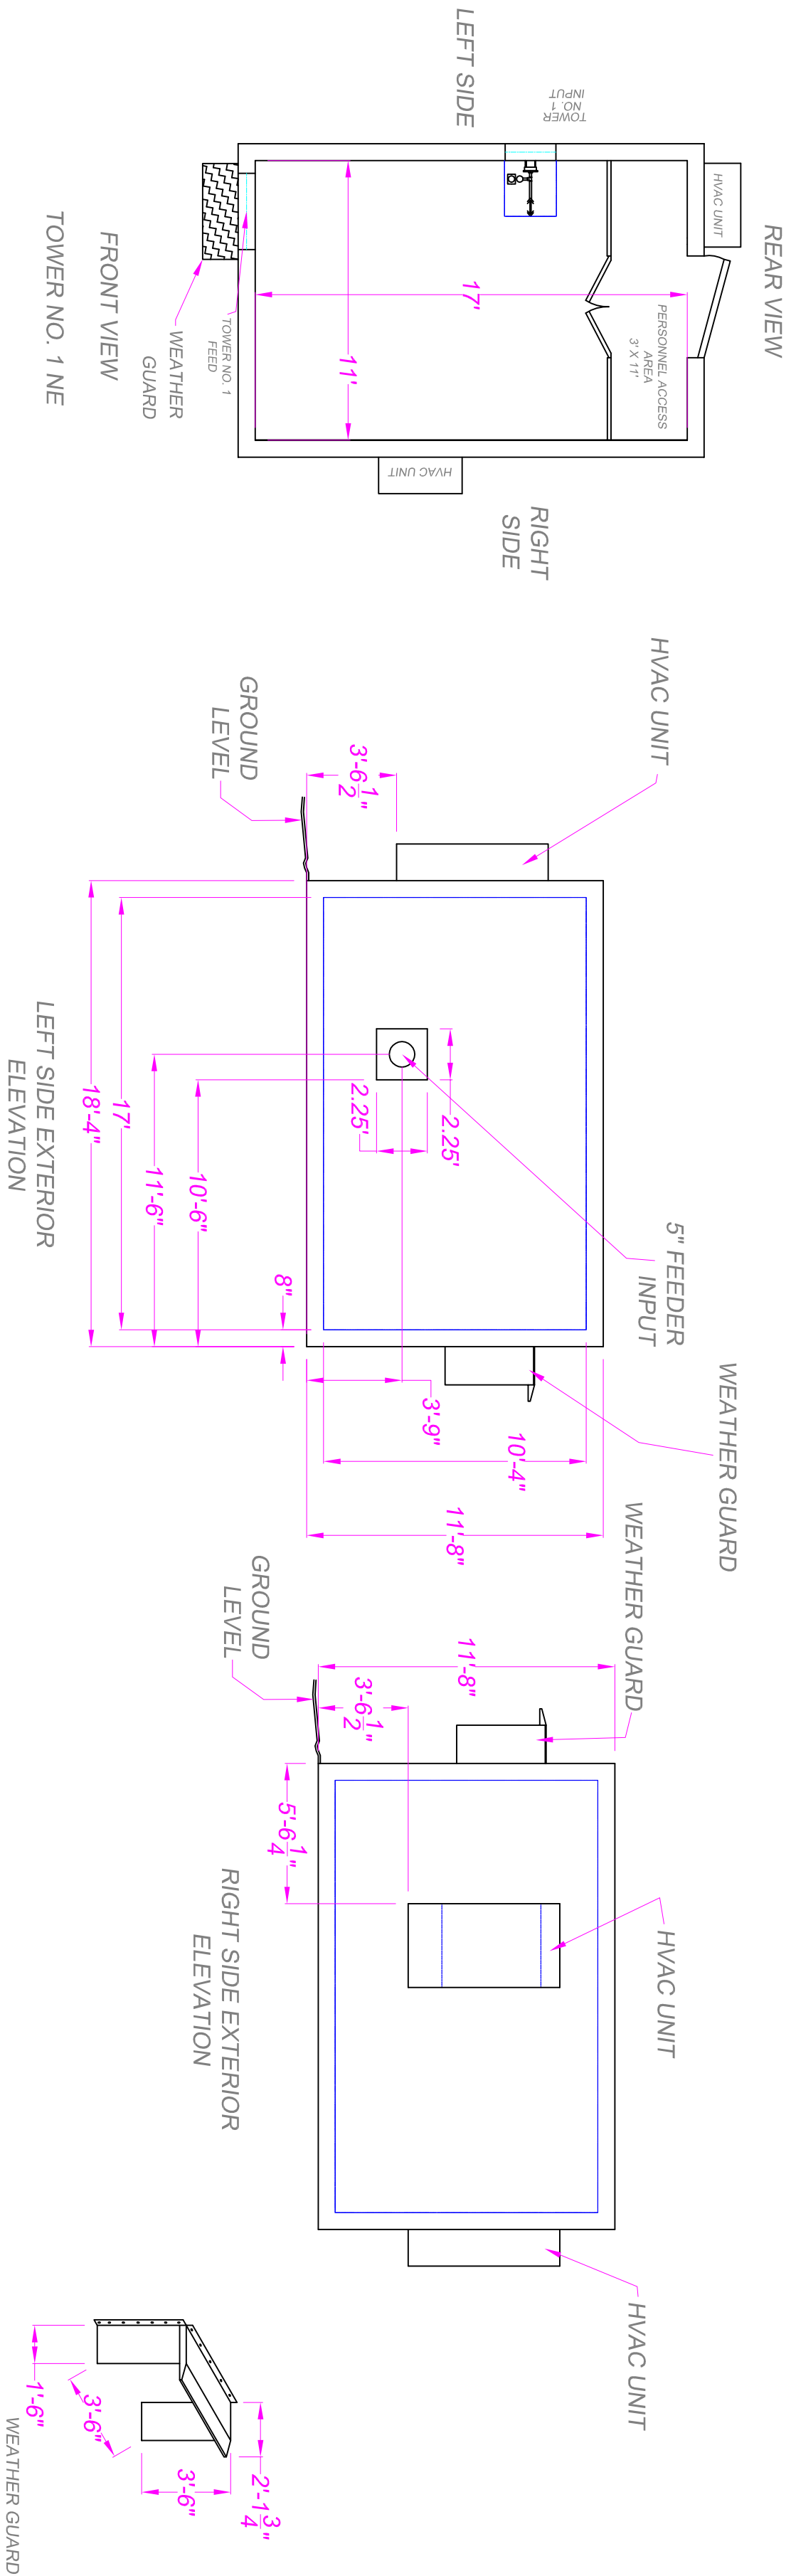 REAR VIEW
LEFT SIDE
TOWER
NO. 1
INPUT
HVAC UNIT
PERSONNEL ACCESS
AREA
3' X 11'
17'
11'
TOWER NO. 1
FEED
WEATHER
GUARD
FRONT VIEW
TOWER NO. 1 NE
HVAC UNIT
RIGHT
SIDE
HVAC UNIT
GROUND
LEVEL
3'-6 1/2"
5" FEEDER
INPUT
WEATHER GUARD
2.25'
2.25'
10'-6"
11'-6"
17'
18'-4"
8"
3'-9"
10'-4"
11'-8"
LEFT SIDE EXTERIOR
ELEVATION
WEATHER GUARD
GROUND
LEVEL
11'-8"
3'-6 1/2"
5'-6 1/4"
HVAC UNIT
HVAC UNIT
RIGHT SIDE EXTERIOR
ELEVATION
2'-1 3/4"
3'-6"
3'-6"
1'-6"
WEATHER GUARD